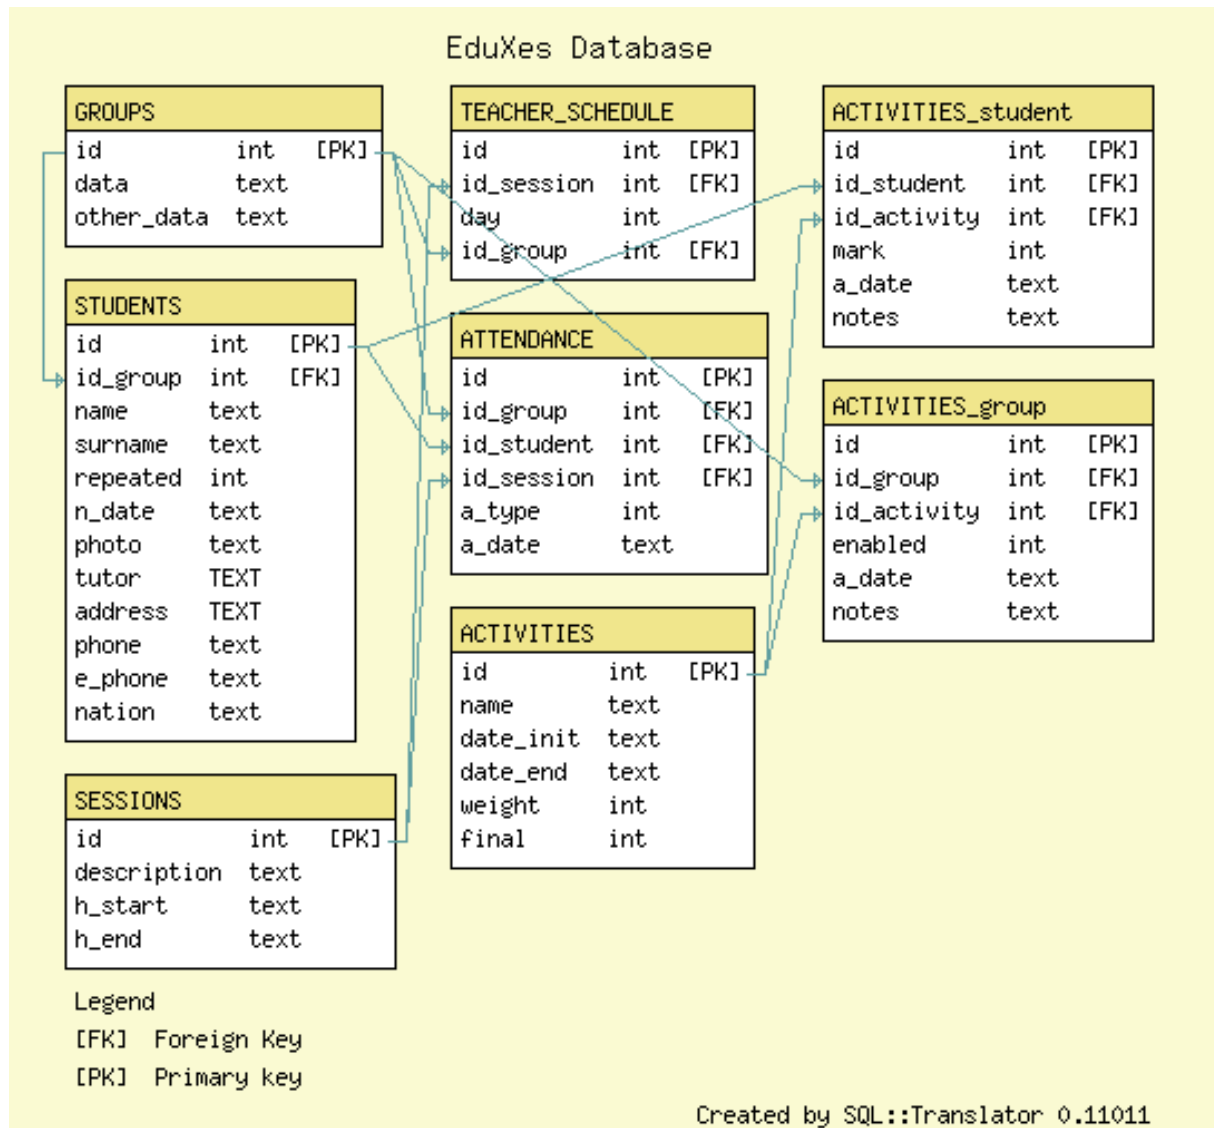 EduXes Database
GROUPS
id int [PK]
data text
other_data text
STUDENTS
id int [PK]
id_group int [FK]
name text
surname text
repeated int
n_date text
photo text
tutor TEXT
address TEXT
phone text
e_phone text
nation text
SESSIONS
id int [PK]
description text
h_start text
h_end text
TEACHER_SCHEDULE
id int [PK]
id_session int [FK]
day int
id_group int [FK]
ATTENDANCE
id int [PK]
id_group int [FK]
id_student int [FK]
id_session int [FK]
a_type int
a_date text
ACTIVITIES
id int [PK]
name text
date_init text
date_end text
weight int
final int
ACTIVITIES_student
id int [PK]
id_student int [FK]
id_activity int [FK]
mark int
a_date text
notes text
ACTIVITIES_group
id int [PK]
id_group int [FK]
id_activity int [FK]
enabled int
a_date text
notes text
Legend
[FK] Foreign Key
[PK] Primary key
Created by SQL::Translator 0.11011